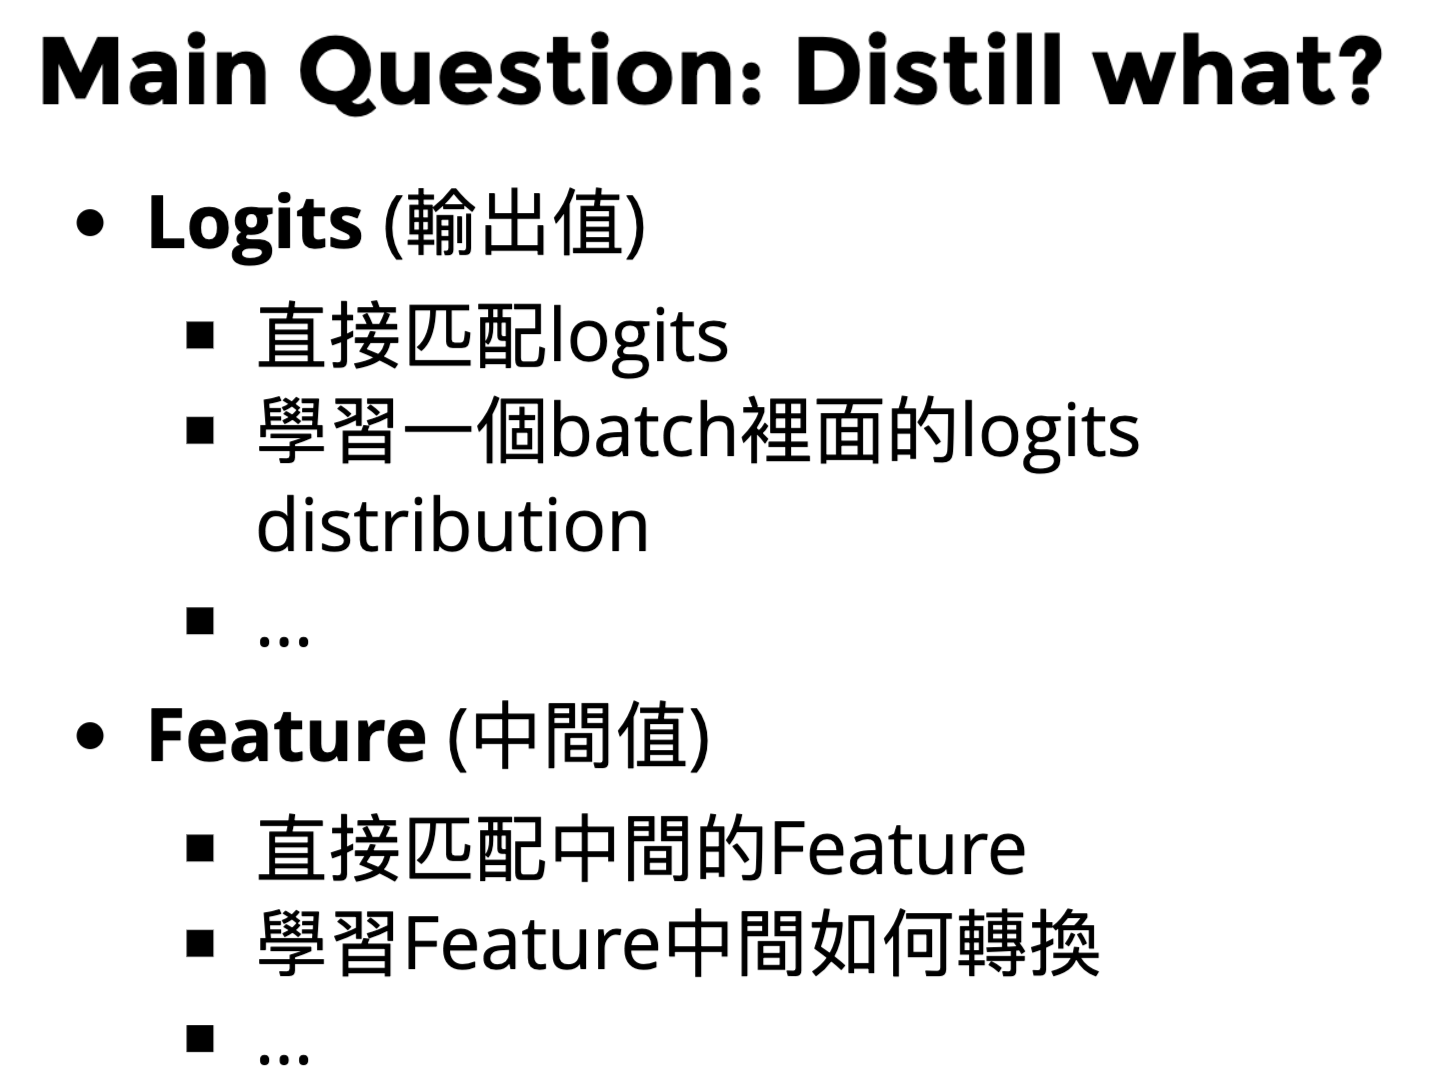 Main Question: Distill what?
• Logits (輸出值)
▪ 直接匹配logits
▪ 學習一個batch裡面的logits
distribution
▪ ...
• Feature (中間值)
▪ 直接匹配中間的Feature
▪ 學習Feature中間如何轉換
▪ ...